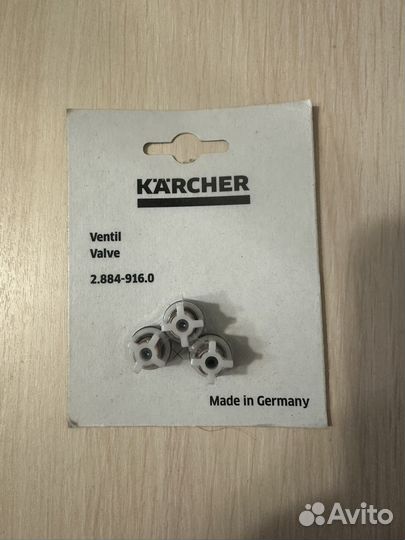 KÄRCHER
Ventil
Valve
2.884-916.0
Made in Germany
Avito